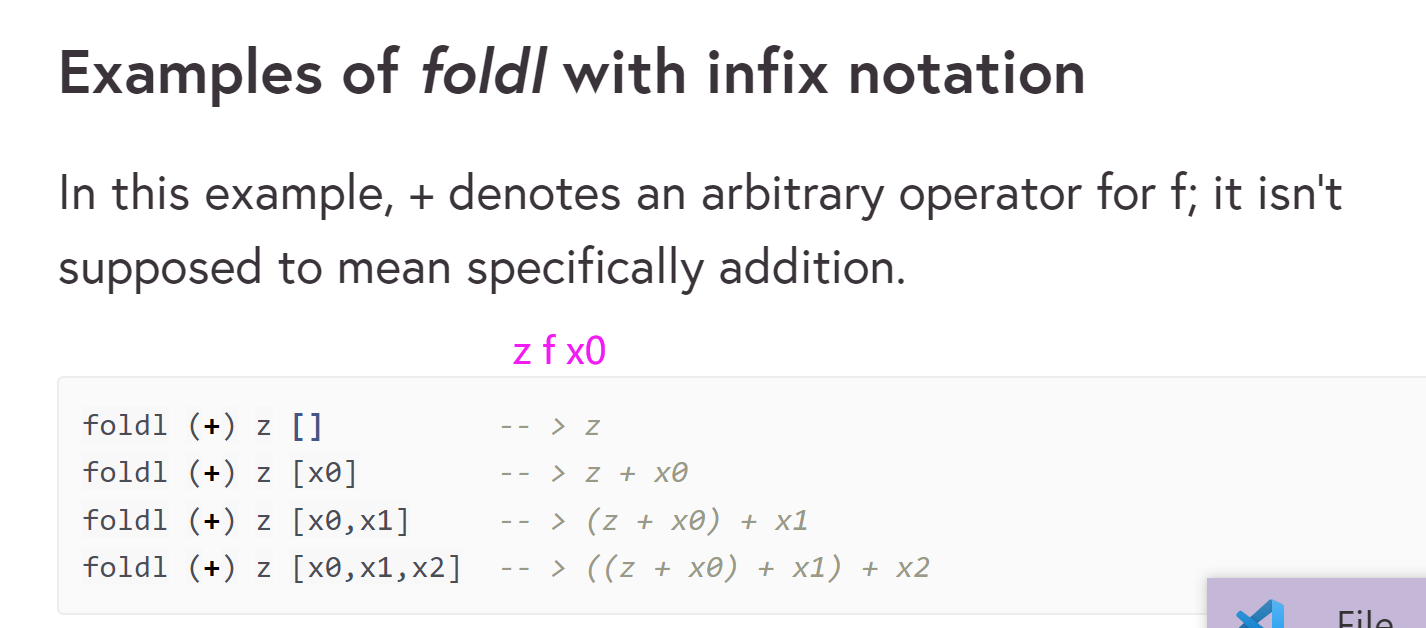 Examples of foldl with infix notation
In this example, + denotes an arbitrary operator for f; it isn't
supposed to mean specifically addition.
z f x0
foldl (+) z []          -- > z
foldl (+) z [x0]        -- > z + x0
foldl (+) z [x0,x1]     -- > (z + x0) + x1
foldl (+) z [x0,x1,x2]  -- > ((z + x0) + x1) + x2
File